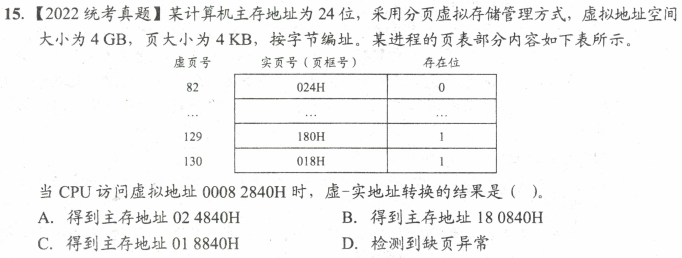 15.【2022 统考真题】某计算机主存地址为 24 位，采用分页虚拟存储管理方式，虚拟地址空间
大小为 4 GB，页大小为 4 KB，按字节编址。某进程的页表部分内容如下表所示。
虚页号 实页号（页框号） 存在位
82 024H 0
… … …
129 180H 1
130 018H 1
当 CPU 访问虚拟地址 0008 2840H 时，虚-实地址转换的结果是（ ）。
A. 得到主存地址 02 4840H B. 得到主存地址 18 0840H
C. 得到主存地址 01 8840H D. 检测到缺页异常